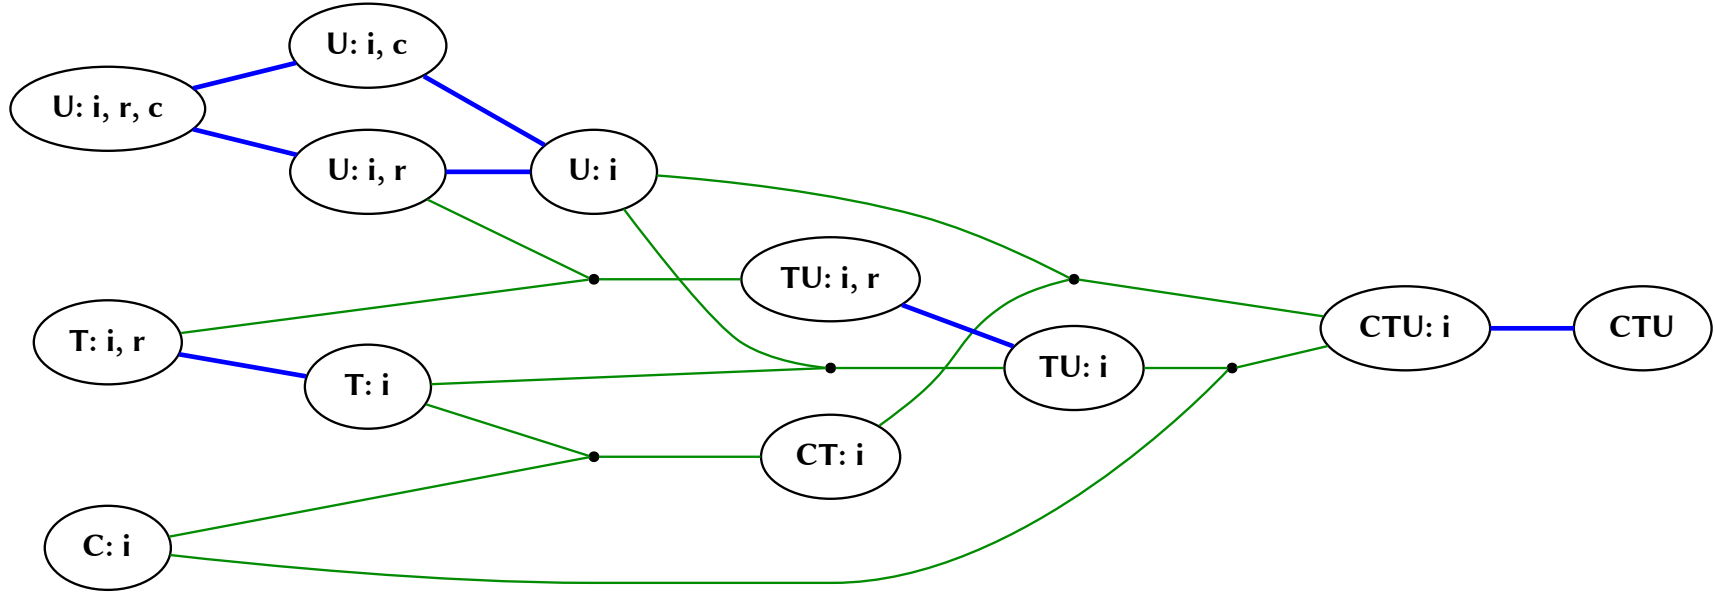 U: i, c
U: i, r, c
U: i, r
U: i
TU: i, r
T: i, r
T: i
TU: i
CTU: i
CTU
CT: i
C: i